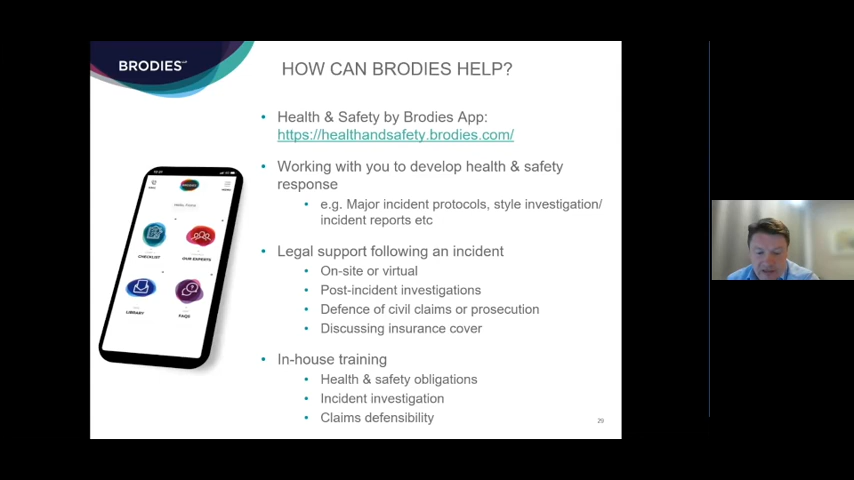 BRODIES LLP
HOW CAN BRODIES HELP?
• Health & Safety by Brodies App:
https://healthandsafety.brodies.com/
• Working with you to develop health & safety
response
• e.g. Major incident protocols, style investigation/
incident reports etc
• Legal support following an incident
• On-site or virtual
• Post-incident investigations
• Defence of civil claims or prosecution
• Discussing insurance cover
• In-house training
• Health & safety obligations
• Incident investigation
• Claims defensibility
29
BRODIES
CHECKLIST
OUR EXPERTS
LIBRARY
FAQS